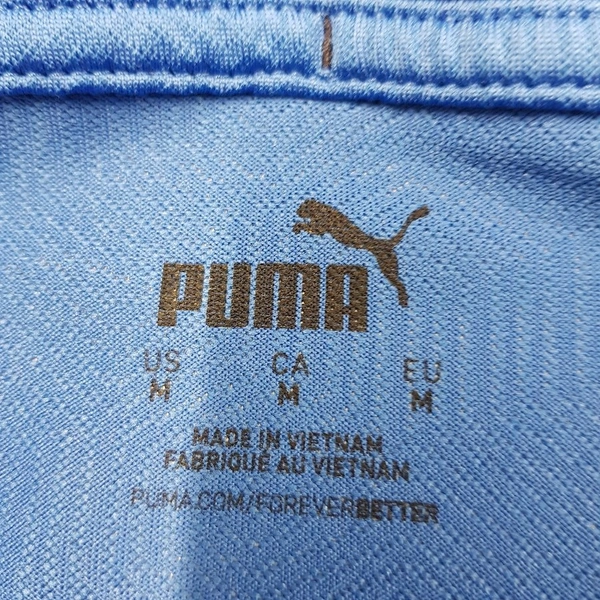 PUMA
US CA EU
M M M
MADE IN VIETNAM
FABRIQUÉ AU VIETNAM
PUMA.COM/FOREVERBETTER